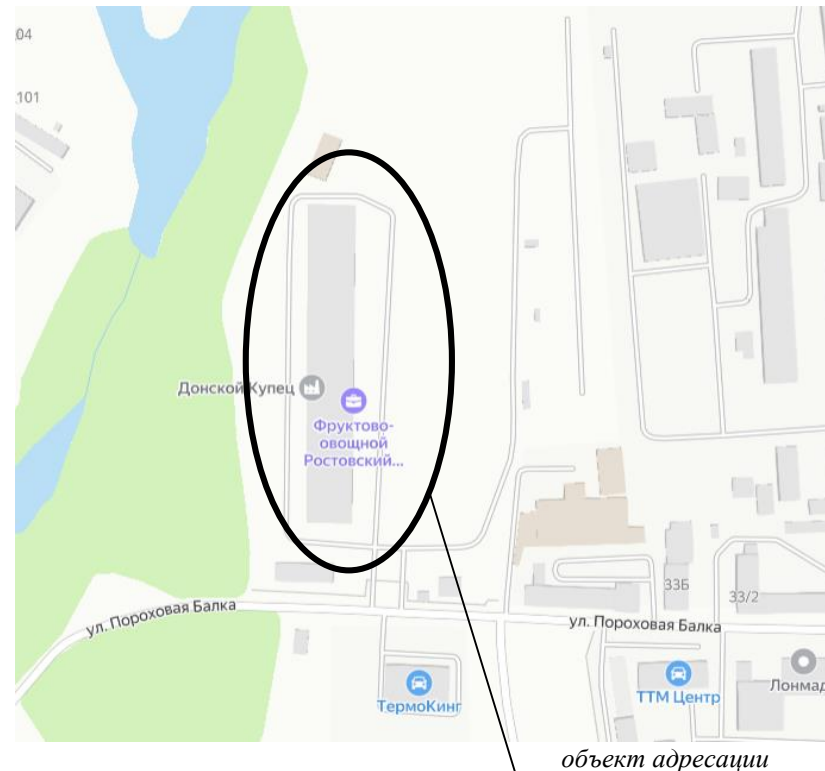 04
101
Донской Купец
Фруктово-
овощной
Ростовский...
33Б
33/2
ул. Пороховая Балка
ул. Пороховая Балка
ТТМ Центр
Лонмад
ТермоКинг
объект адресации